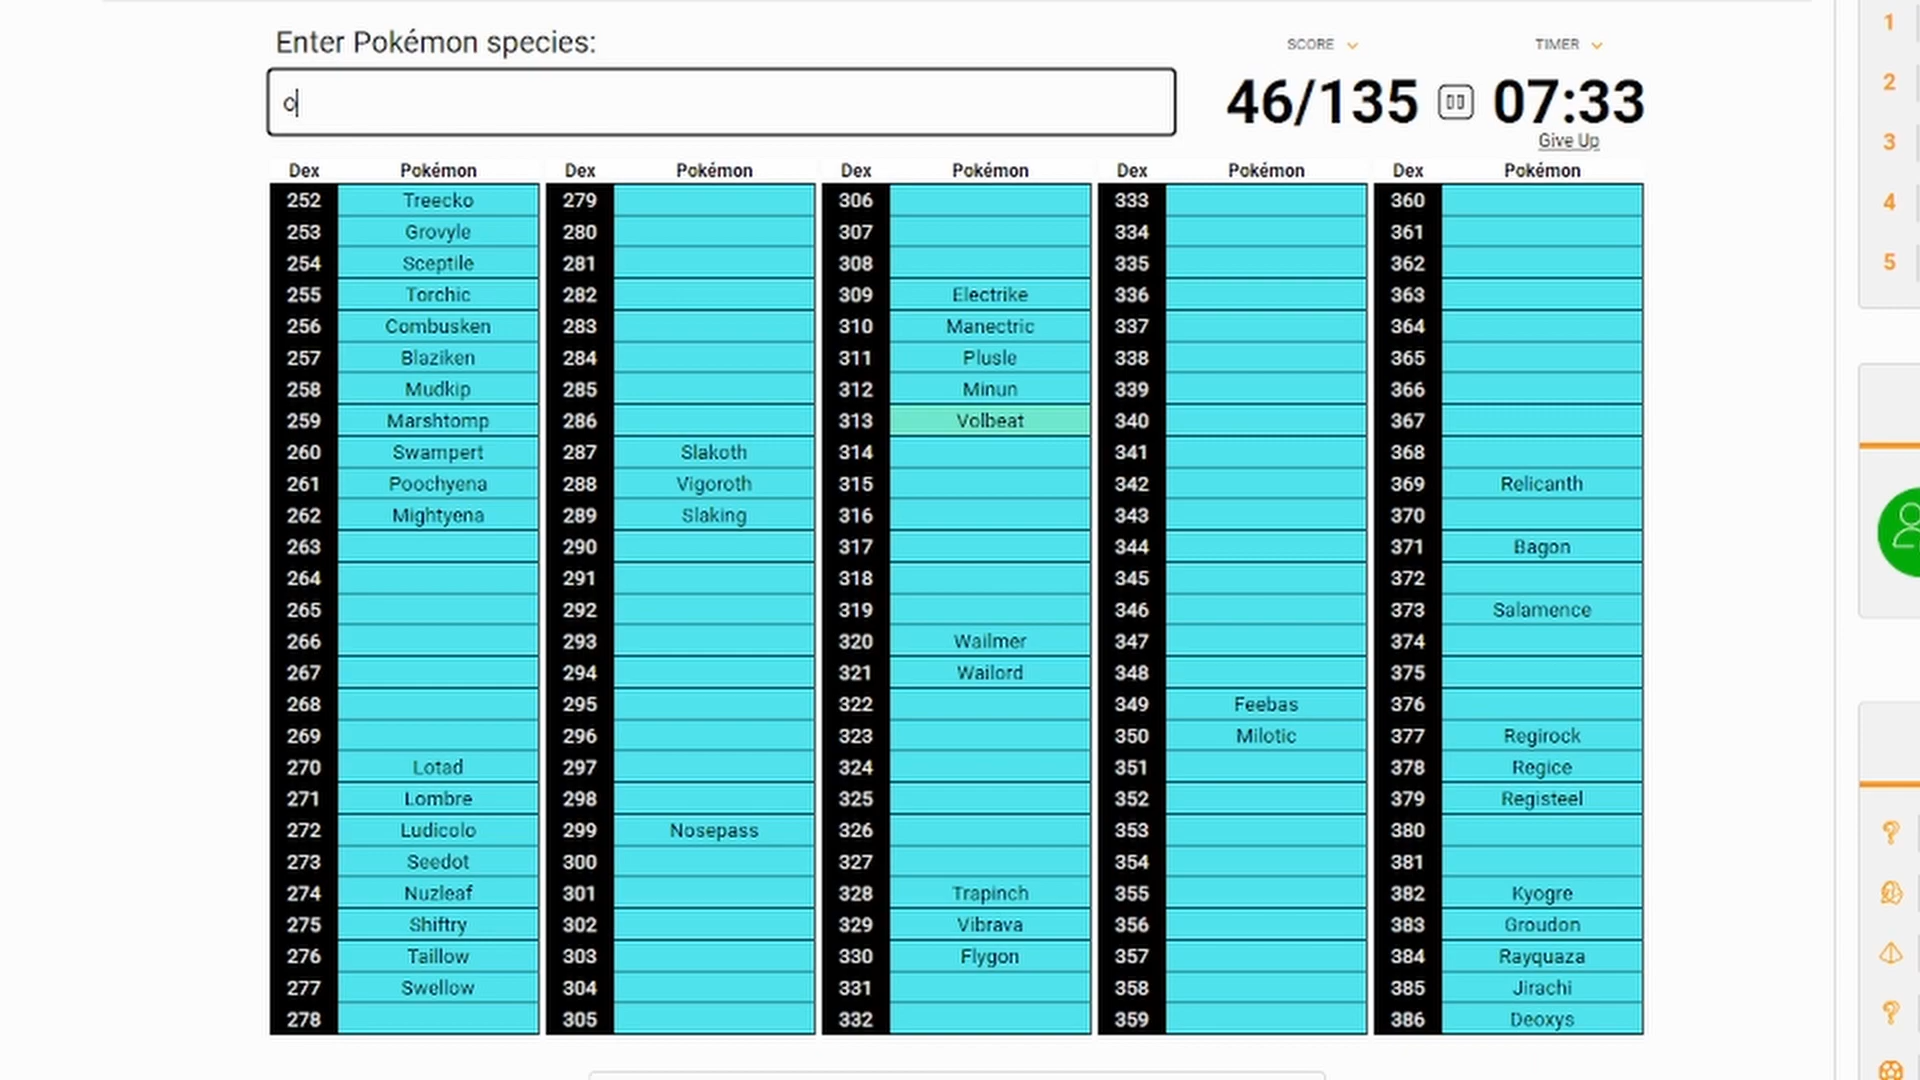 Enter Pokémon species:
SCORE
TIMER
c
46/135
07:33
Give Up
Dex Pokémon Dex Pokémon Dex Pokémon Dex Pokémon Dex Pokémon
252 Treecko 279 306 333 360
253 Grovyle 280 307 334 361
254 Sceptile 281 308 335 362
255 Torchic 282 309 Electrike 336 363
256 Combusken 283 310 Manectric 337 364
257 Blaziken 284 311 Plusle 338 365
258 Mudkip 285 312 Minun 339 366
259 Marshtomp 286 313 Volbeat 340 367
260 Swampert 287 Slakoth 314 341 368
261 Poochyena 288 Vigoroth 315 342 369 Relicanth
262 Mightyena 289 Slaking 316 343 370
263 290 317 344 371 Bagon
264 291 318 345 372
265 292 319 346 373 Salamence
266 293 320 Wailmer 347 374
267 294 321 Wailord 348 375
268 295 322 349 Feebas 376
269 296 323 350 Milotic 377 Regirock
270 Lotad 297 324 351 378 Regice
271 Lombre 298 325 352 379 Registeel
272 Ludicolo 299 Nosepass 326 353 380
273 Seedot 300 327 354 381
274 Nuzleaf 301 328 Trapinch 355 382 Kyogre
275 Shiftry 302 329 Vibrava 356 383 Groudon
276 Taillow 303 330 Flygon 357 384 Rayquaza
277 Swellow 304 331 358 385 Jirachi
278 305 332 359 386 Deoxys
1
2
3
4
5